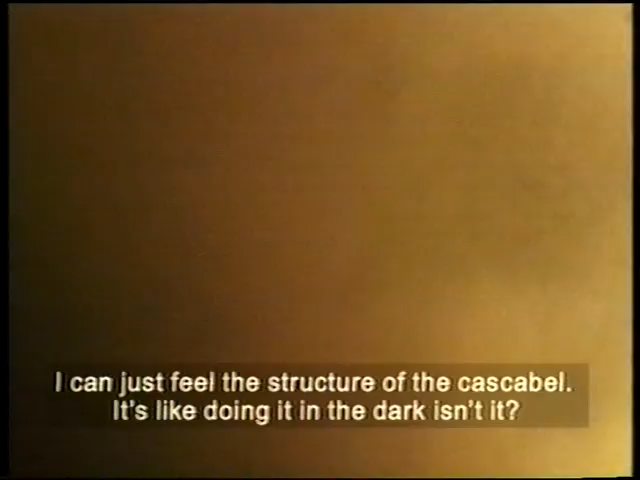 I can just feel the structure of the cascabel.
It's like doing it in the dark isn't it?